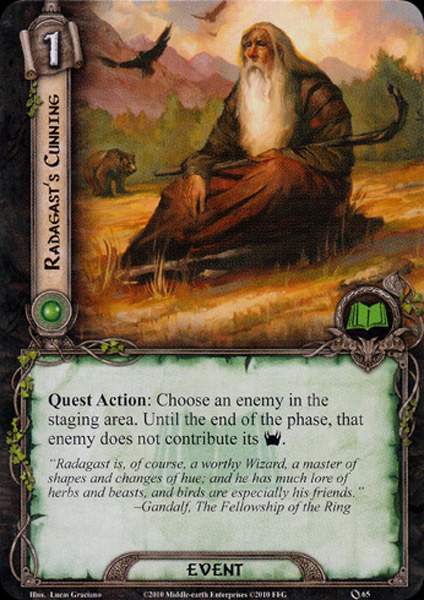 1
RADAGAST'S CUNNING
Quest Action: Choose an enemy in the
staging area. Until the end of the phase, that
enemy does not contribute its .
"Radagast is, of course, a worthy Wizard, a master of
shapes and changes of hue; and he has much lore of
herbs and beasts, and birds are especially his friends."
–Gandalf, The Fellowship of the Ring
EVENT
Illus. Lucas Graciano
©2010 Middle-earth Enterprises ©2010 FFG
65